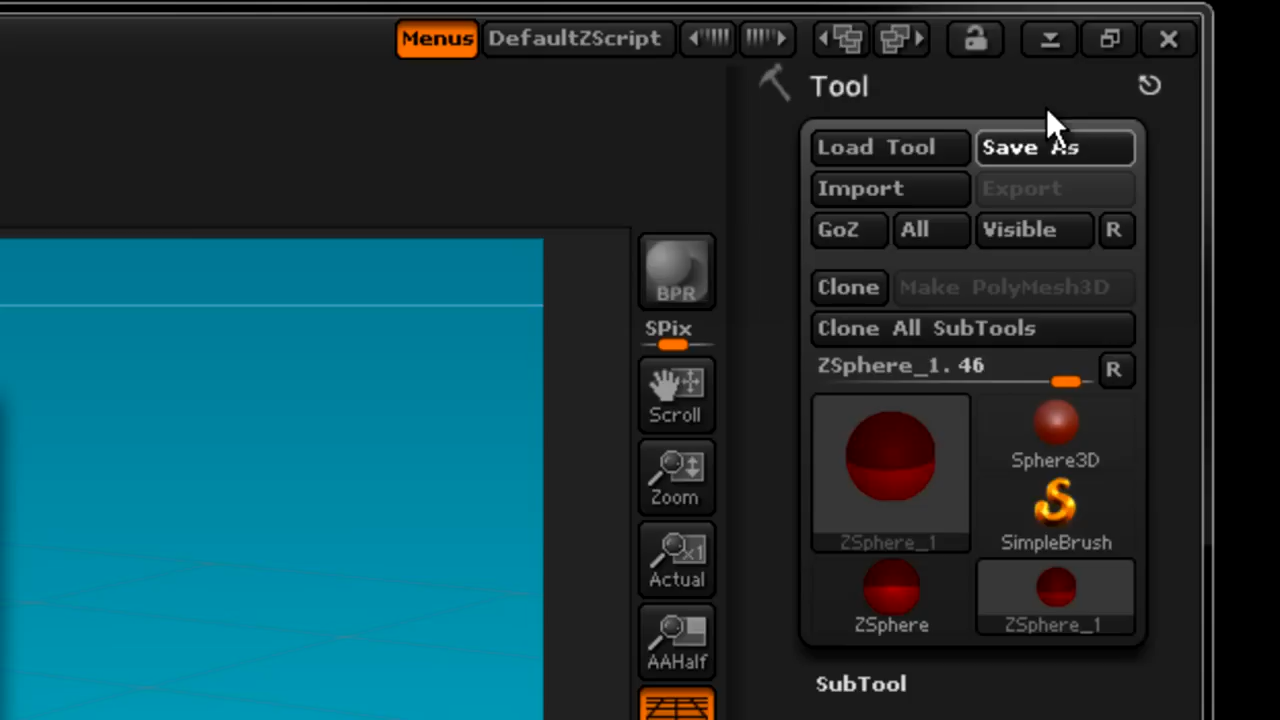 Menus DefaultZScript
Tool
Load Tool Save As
Import Export
GoZ All Visible R
Clone Make PolyMesh3D
Clone All SubTools
ZSphere_1. 46 R
BPR
SPix
Scroll
Zoom
Actual
AAHalf
Sphere3D
ZSphere_1 SimpleBrush
ZSphere ZSphere_1
SubTool